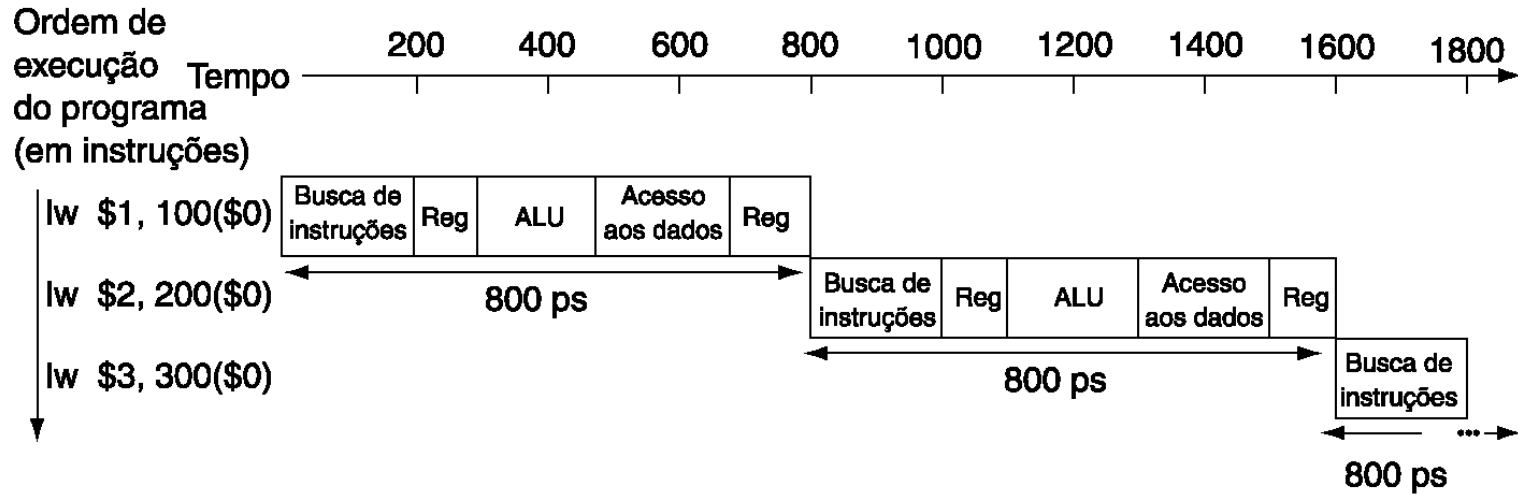 Ordem de
execução
do programa
(em instruções)
Tempo
200 400 600 800 1000 1200 1400 1600 1800
lw $1, 100($0)
Busca de
instruções
Reg
ALU
Acesso
aos dados
Reg
800 ps
lw $2, 200($0)
Busca de
instruções
Reg
ALU
Acesso
aos dados
Reg
800 ps
lw $3, 300($0)
Busca de
instruções
...
800 ps